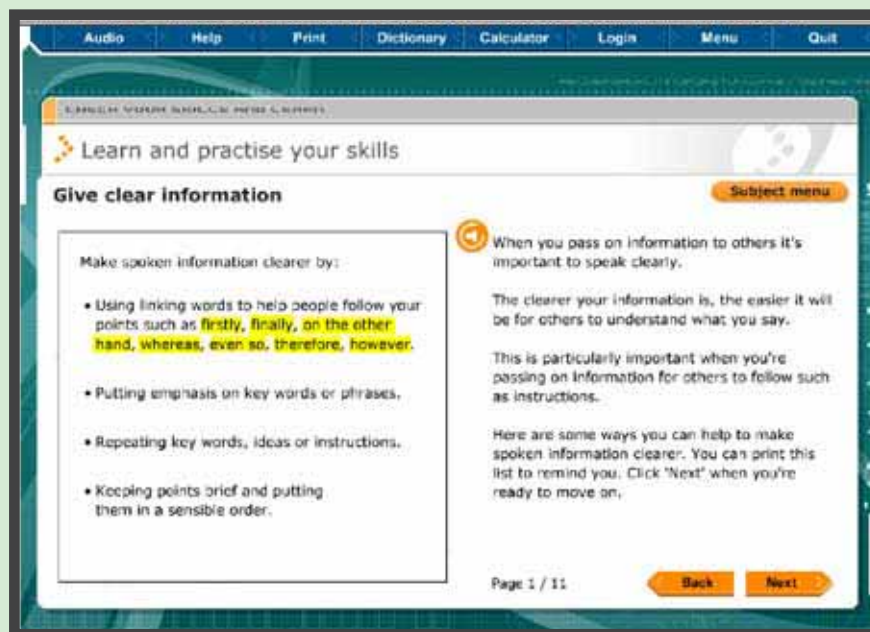 Audio Help Print Dictionary Calculator Login Menu Quit
CHECK YOUR SKILLS AND LEARN
Learn and practise your skills
Give clear information
Subject menu
Make spoken information clearer by:
• Using linking words to help people follow your
points such as firstly, finally, on the other
hand, whereas, even so, therefore, however.
• Putting emphasis on key words or phrases.
• Repeating key words, ideas or instructions.
• Keeping points brief and putting
them in a sensible order.
When you pass on information to others it's
important to speak clearly.
The clearer your information is, the easier it will
be for others to understand what you say.
This is particularly important when you're
passing on information for others to follow such
as instructions.
Here are some ways you can help to make
spoken information clearer. You can print this
list to remind you. Click 'Next' when you're
ready to move on.
Page 1 / 11
Back
Next